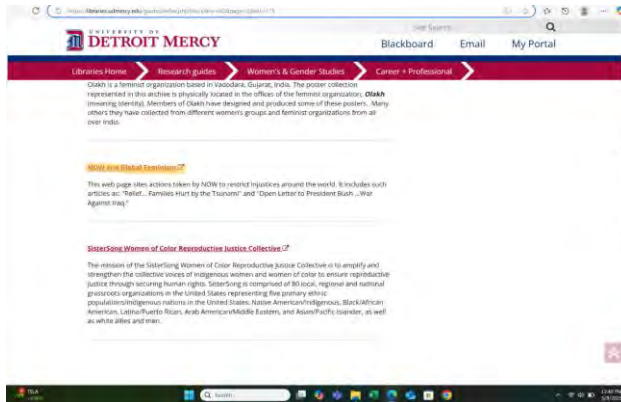 libraries.udmercy.edu
Site Search
UNIVERSITY OF
DETROIT MERCY
Blackboard Email My Portal
Libraries Home Research guides Women's & Gender Studies Career + Professional
Olakh is a feminist organization based in Vadodara, Gujarat, India. The poster collection
represented in this archive is physically located in the offices of the feminist organization, Olakh
(meaning identity). Members of Olakh have designed and produced some of these posters. Many
others they have collected from different women's groups and feminist organizations from all
over India.
NOW and Global Feminism
This web page sites actions taken by NOW to restrict injustices around the world. It includes such
articles as: "Relief... Families Hurt by the Tsunami" and "Open Letter to President Bush ...War
Against Iraq."
SisterSong Women of Color Reproductive Justice Collective
The mission of the SisterSong Women of Color Reproductive Justice Collective is to amplify and
strengthen the collective voices of indigenous women and women of color to ensure reproductive
justice through securing human rights. SisterSong is comprised of 80 local, regional and national
grassroots organizations in the United States representing five primary ethnic
populations/indigenous nations in the United States: Native American/Indigenous, Black/African
American, Latina/Puerto Rican, Arab American/Middle Eastern, and Asian/Pacific Islander, as well
as white allies and men.
Search